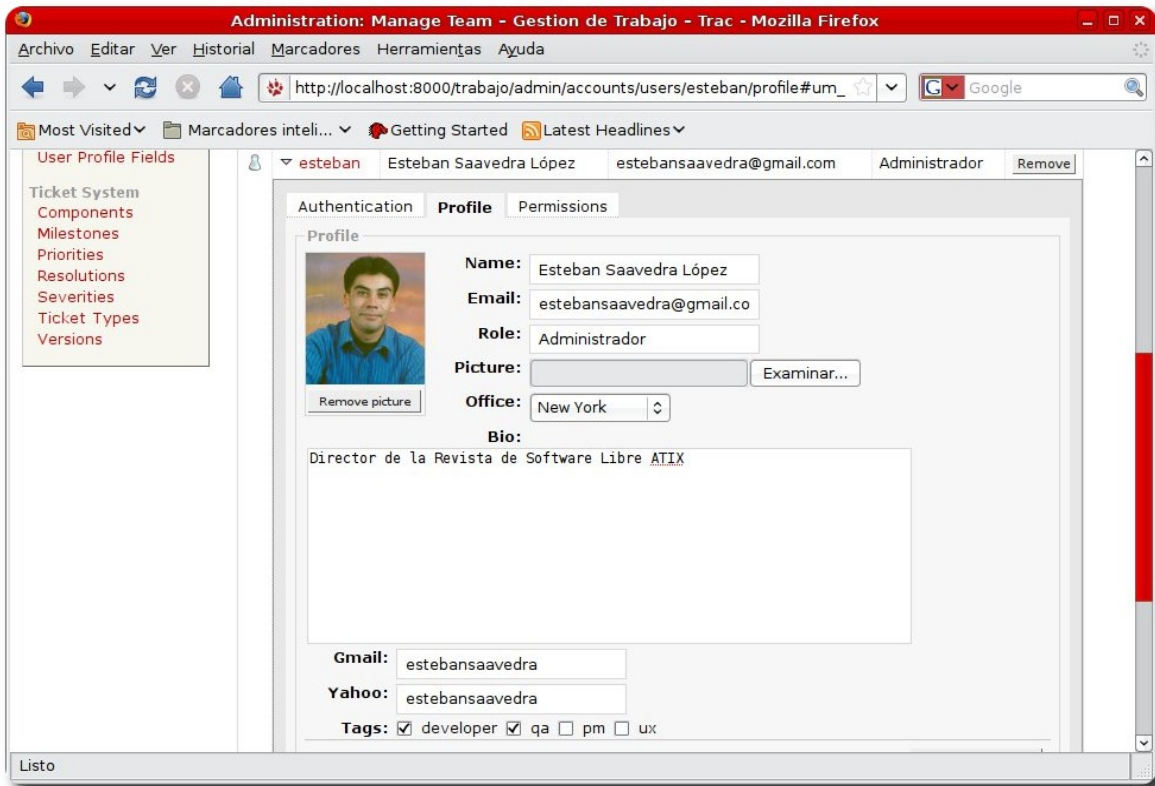 Administration: Manage Team - Gestion de Trabajo - Trac - Mozilla Firefox
Archivo Editar Ver Historial Marcadores Herramientas Ayuda
http://localhost:8000/trabajo/admin/accounts/users/esteban/profile#um_
G Google
Most Visited Marcadores inteli... Getting Started Latest Headlines
User Profile Fields
Ticket System
Components
Milestones
Priorities
Resolutions
Severities
Ticket Types
Versions
esteban Esteban Saavedra López estebansaavedra@gmail.com Administrador Remove
Authentication Profile Permissions
Profile
Remove picture
Name: Esteban Saavedra López
Email: estebansaavedra@gmail.co
Role: Administrador
Picture: Examinar...
Office: New York
Bio:
Director de la Revista de Software Libre ATIX
Gmail: estebansaavedra
Yahoo: estebansaavedra
Tags: developer qa pm ux
Listo